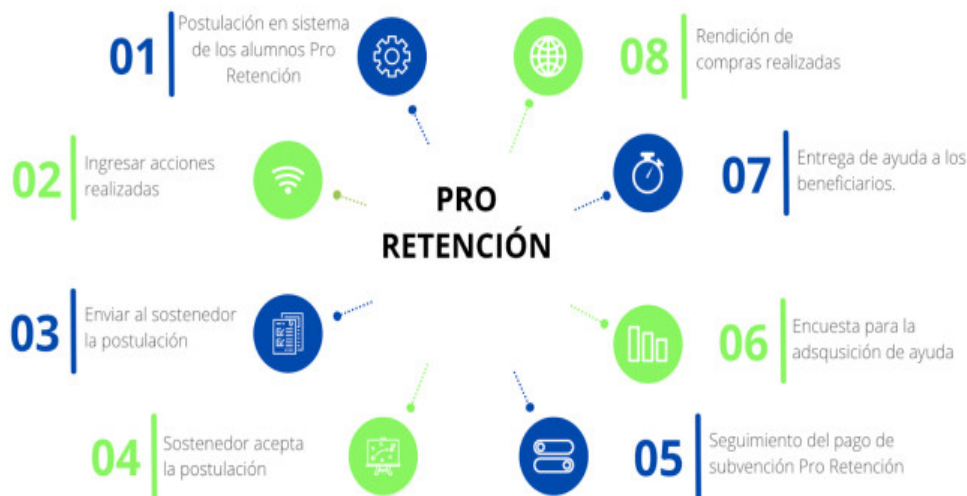 PRO
RETENCIÓN
01
Postulación en sistema
de los alumnos Pro
Retención
02
Ingresar acciones
realizadas
03
Enviar al sostenedor
la postulación
04
Sostenedor acepta
la postulación
05
Seguimiento del pago de
subvención Pro Retención
06
Encuesta para la
adsqusición de ayuda
07
Entrega de ayuda a los
beneficiarios.
08
Rendición de
compras realizadas